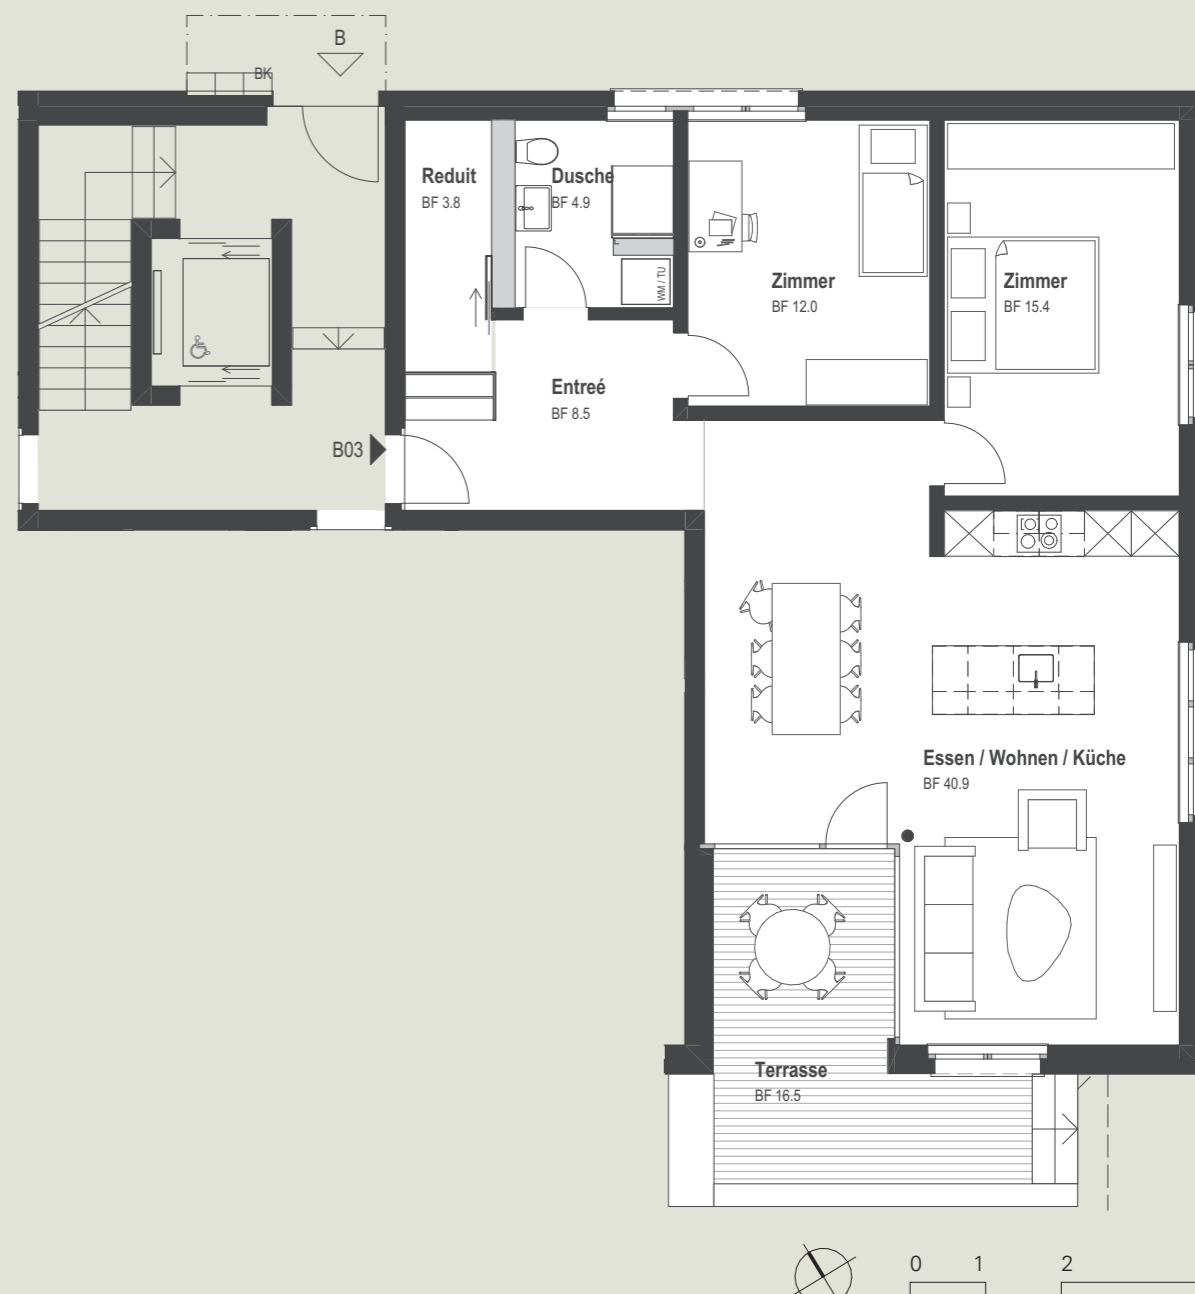 B
BK
Reduit
BF 3.8
Dusche
BF 4.9
WM / TU
Zimmer
BF 12.0
Zimmer
BF 15.4
Entreé
BF 8.5
B03
Essen / Wohnen / Küche
BF 40.9
Terrasse
BF 16.5
0 1 2